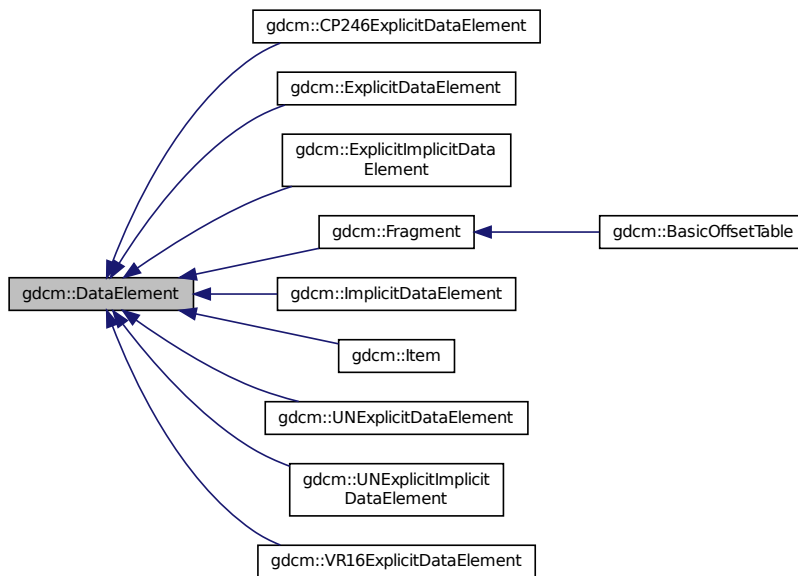 gdcm::CP246ExplicitDataElement
gdcm::ExplicitDataElement
gdcm::ExplicitImplicitData
Element
gdcm::Fragment
gdcm::BasicOffsetTable
gdcm::DataElement
gdcm::ImplicitDataElement
gdcm::Item
gdcm::UNExplicitDataElement
gdcm::UNExplicitImplicit
DataElement
gdcm::VR16ExplicitDataElement